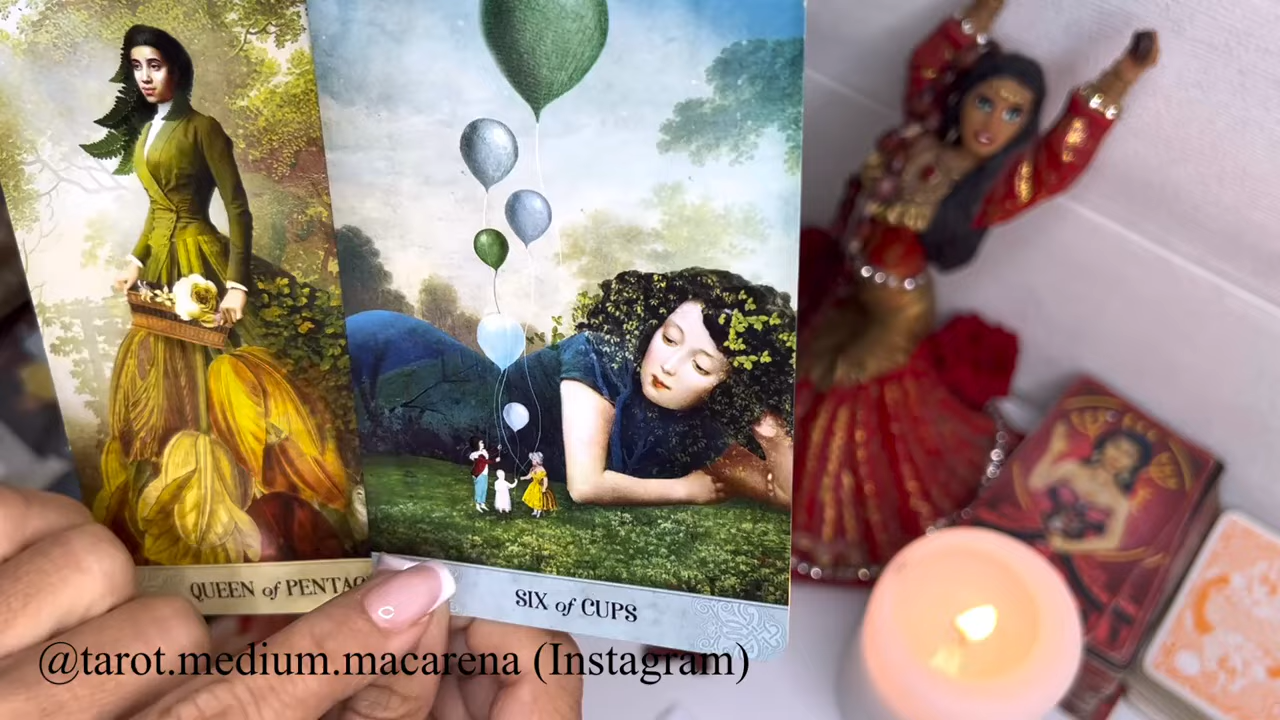 QUEEN of PENTAC
SIX of CUPS
@tarot.medium.macarena (Instagram)